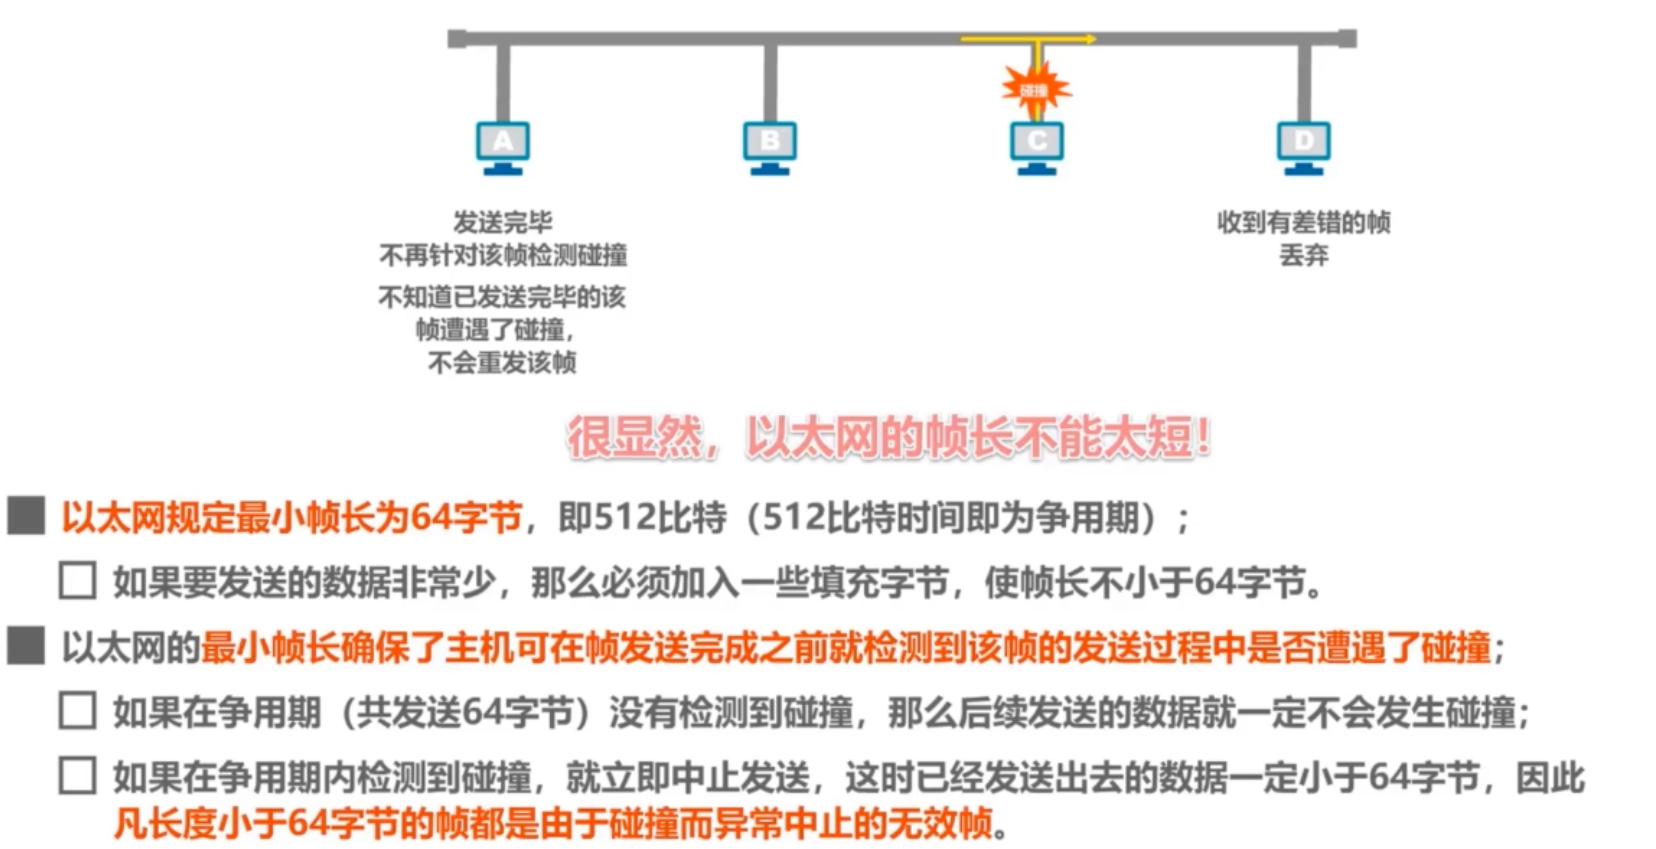 碰撞
A
B
C
D
发送完毕
不再针对该帧检测碰撞
不知道已发送完毕的该
帧遭遇了碰撞，
不会重发该帧
收到有差错的帧
丢弃
很显然，以太网的帧长不能太短！
以太网规定最小帧长为64字节，即512比特（512比特时间即为争用期）；
如果要发送的数据非常少，那么必须加入一些填充字节，使帧长不小于64字节。
以太网的最小帧长确保了主机可在帧发送完成之前就检测到该帧的发送过程中是否遭遇了碰撞；
如果在争用期（共发送64字节）没有检测到碰撞，那么后续发送的数据就一定不会发生碰撞；
如果在争用期内检测到碰撞，就立即中止发送，这时已经发送出去的数据一定小于64字节，因此
凡长度小于64字节的帧都是由于碰撞而异常中止的无效帧。